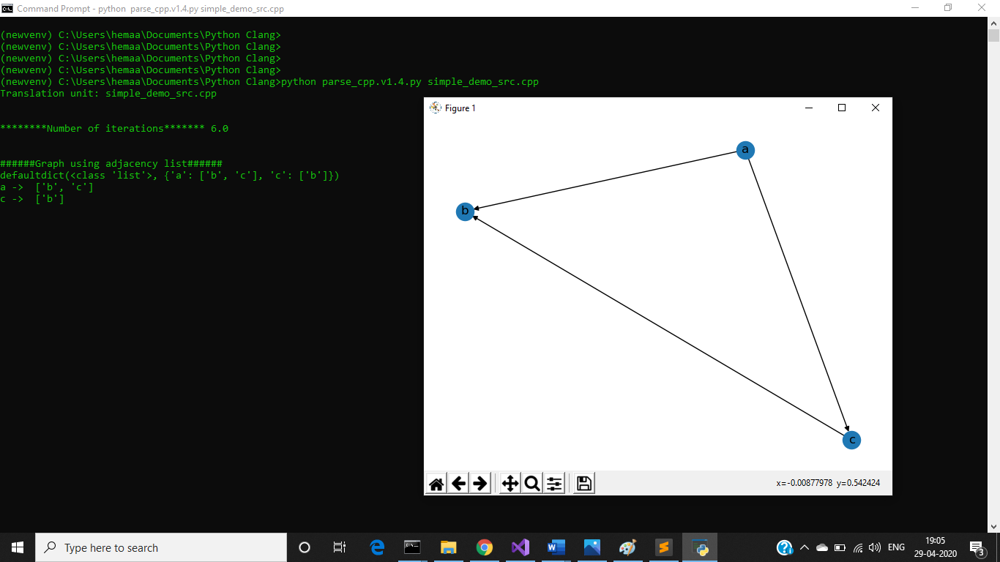 Command Prompt - python  parse_cpp.v1.4.py simple_demo_src.cpp
(newvenv) C:\Users\hemaa\Documents\Python Clang>
(newvenv) C:\Users\hemaa\Documents\Python Clang>
(newvenv) C:\Users\hemaa\Documents\Python Clang>
(newvenv) C:\Users\hemaa\Documents\Python Clang>
(newvenv) C:\Users\hemaa\Documents\Python Clang>python parse_cpp.v1.4.py simple_demo_src.cpp
Translation unit: simple_demo_src.cpp
********Number of iterations******* 6.0
######Graph using adjacency list######
defaultdict(<class 'list'>, {'a': ['b', 'c'], 'c': ['b']})
a ->  ['b', 'c']
c ->  ['b']
Figure 1
a
b
c
x=-0.00877978 y=0.542424
Type here to search
ENG
19:05
29-04-2020
3